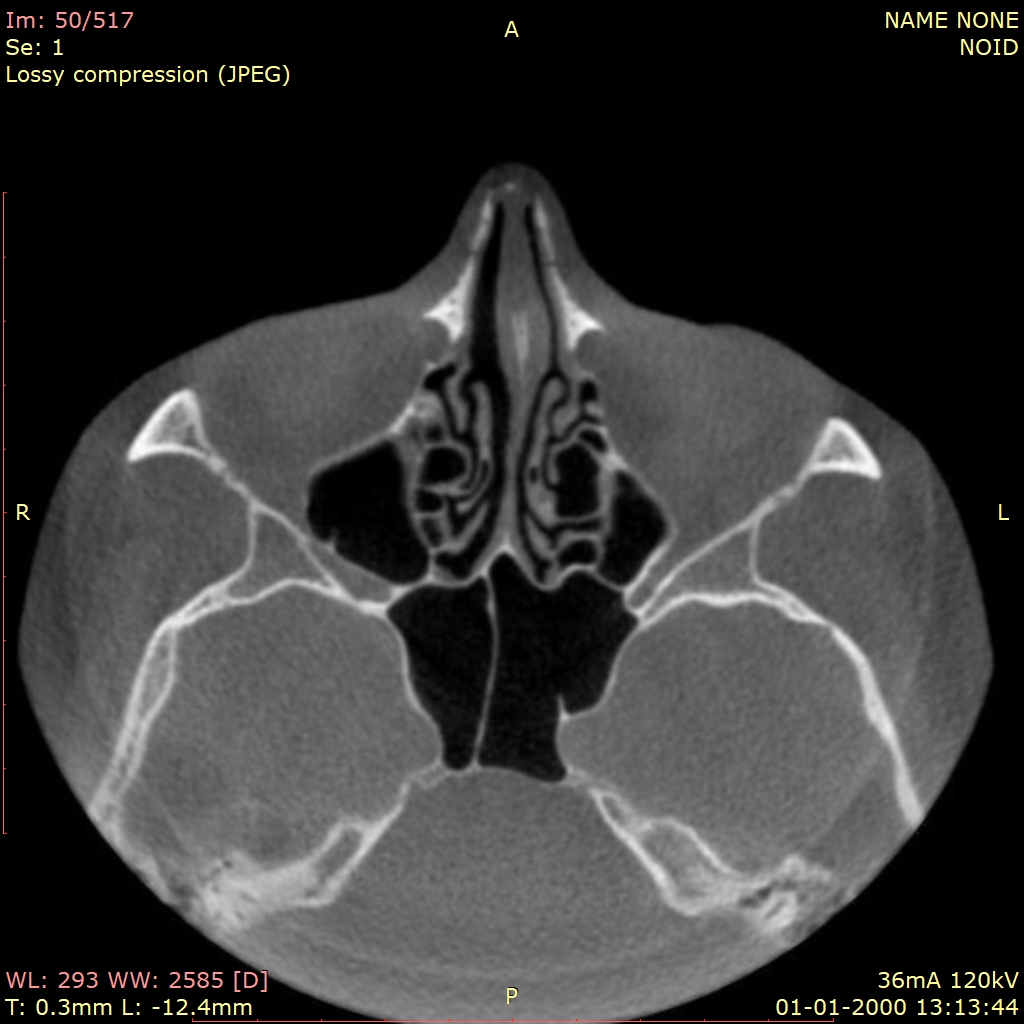 Im: 50/517
Se: 1
Lossy compression (JPEG)
A
NAME NONE
NOID
R
L
WL: 293 WW: 2585 [D]
T: 0.3mm L: -12.4mm
P
36mA 120kV
01-01-2000 13:13:44